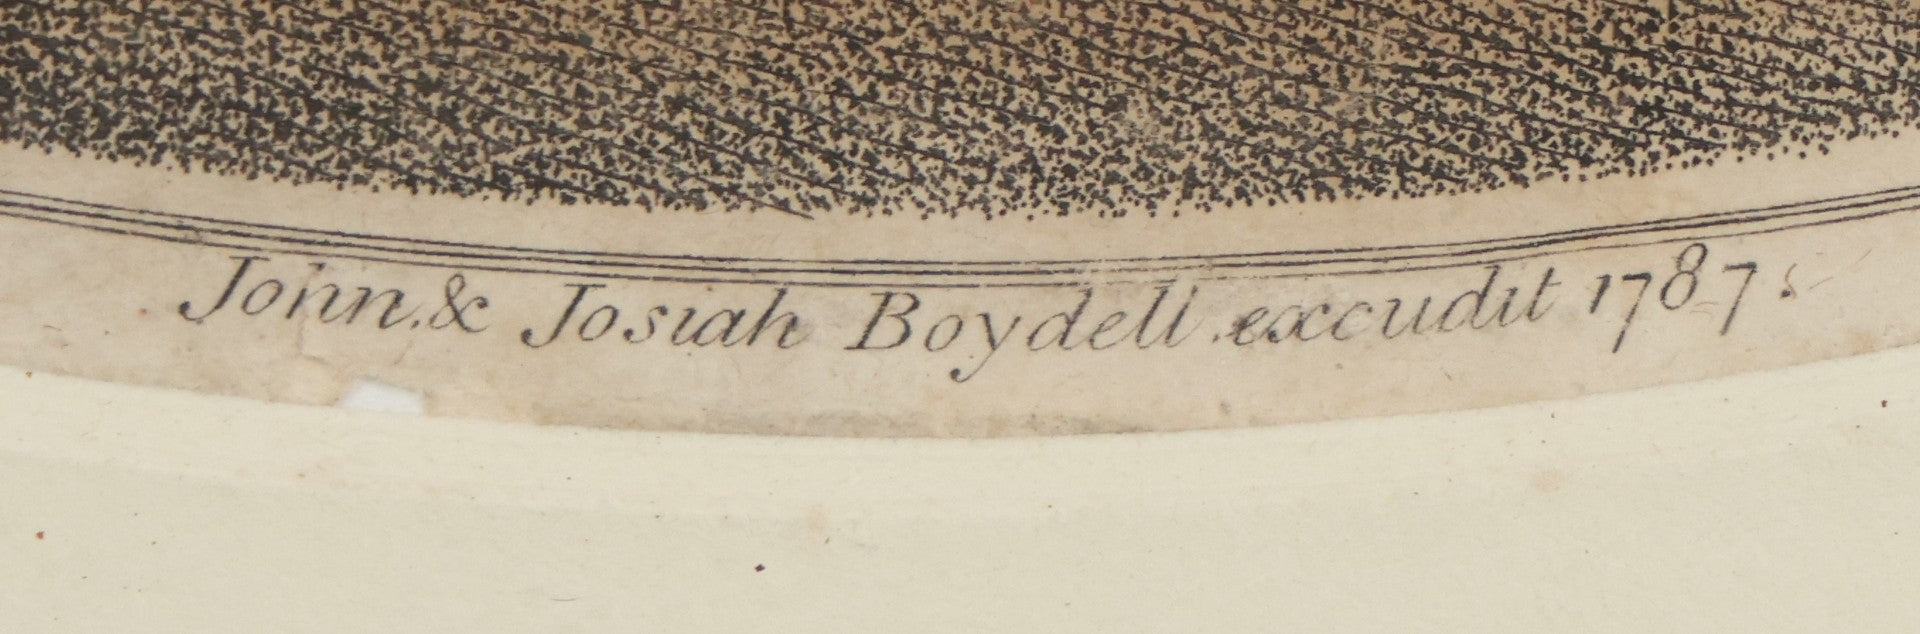 John. & Josiah Boydell. excudit 1787.